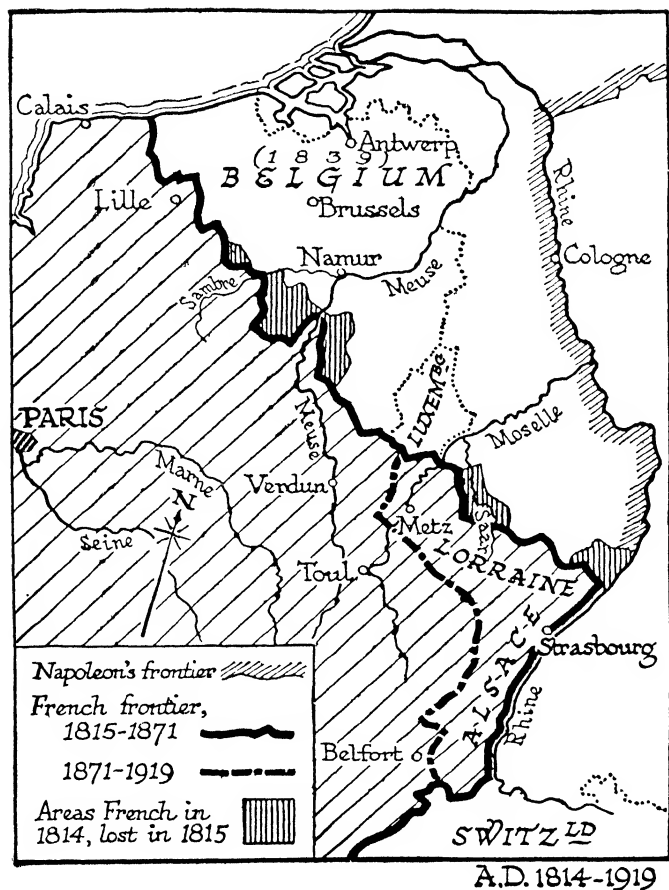 Calais
Antwerp
(1839)
BELGIUM
Lille
Brussels
Rhine
Namur
Cologne
Sambre
Meuse
LUXEMBG
PARIS
Meuse
Moselle
Marne
N
Verdun
Metz
Saar
Seine
Toul
LORRAINE
ALSACE
Strasbourg
Rhine
Belfort
SWITZLD
Napoleon's frontier
French frontier,
1815-1871
1871-1919
Areas French in
1814, lost in 1815
A.D. 1814-1919